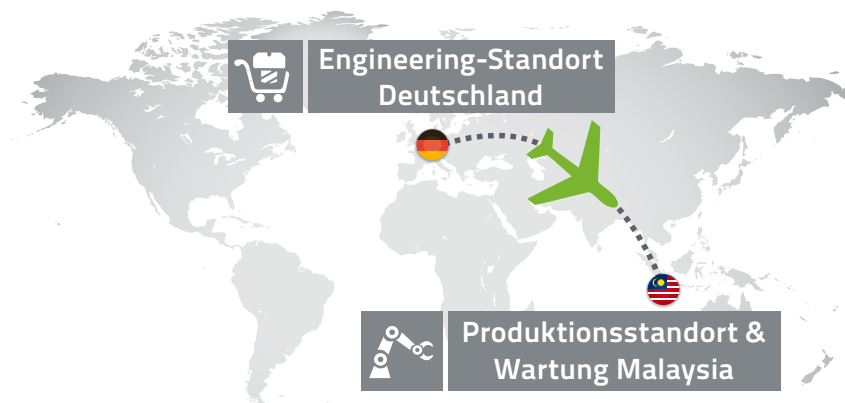 Engineering-Standort
Deutschland
Produktionsstandort &
Wartung Malaysia